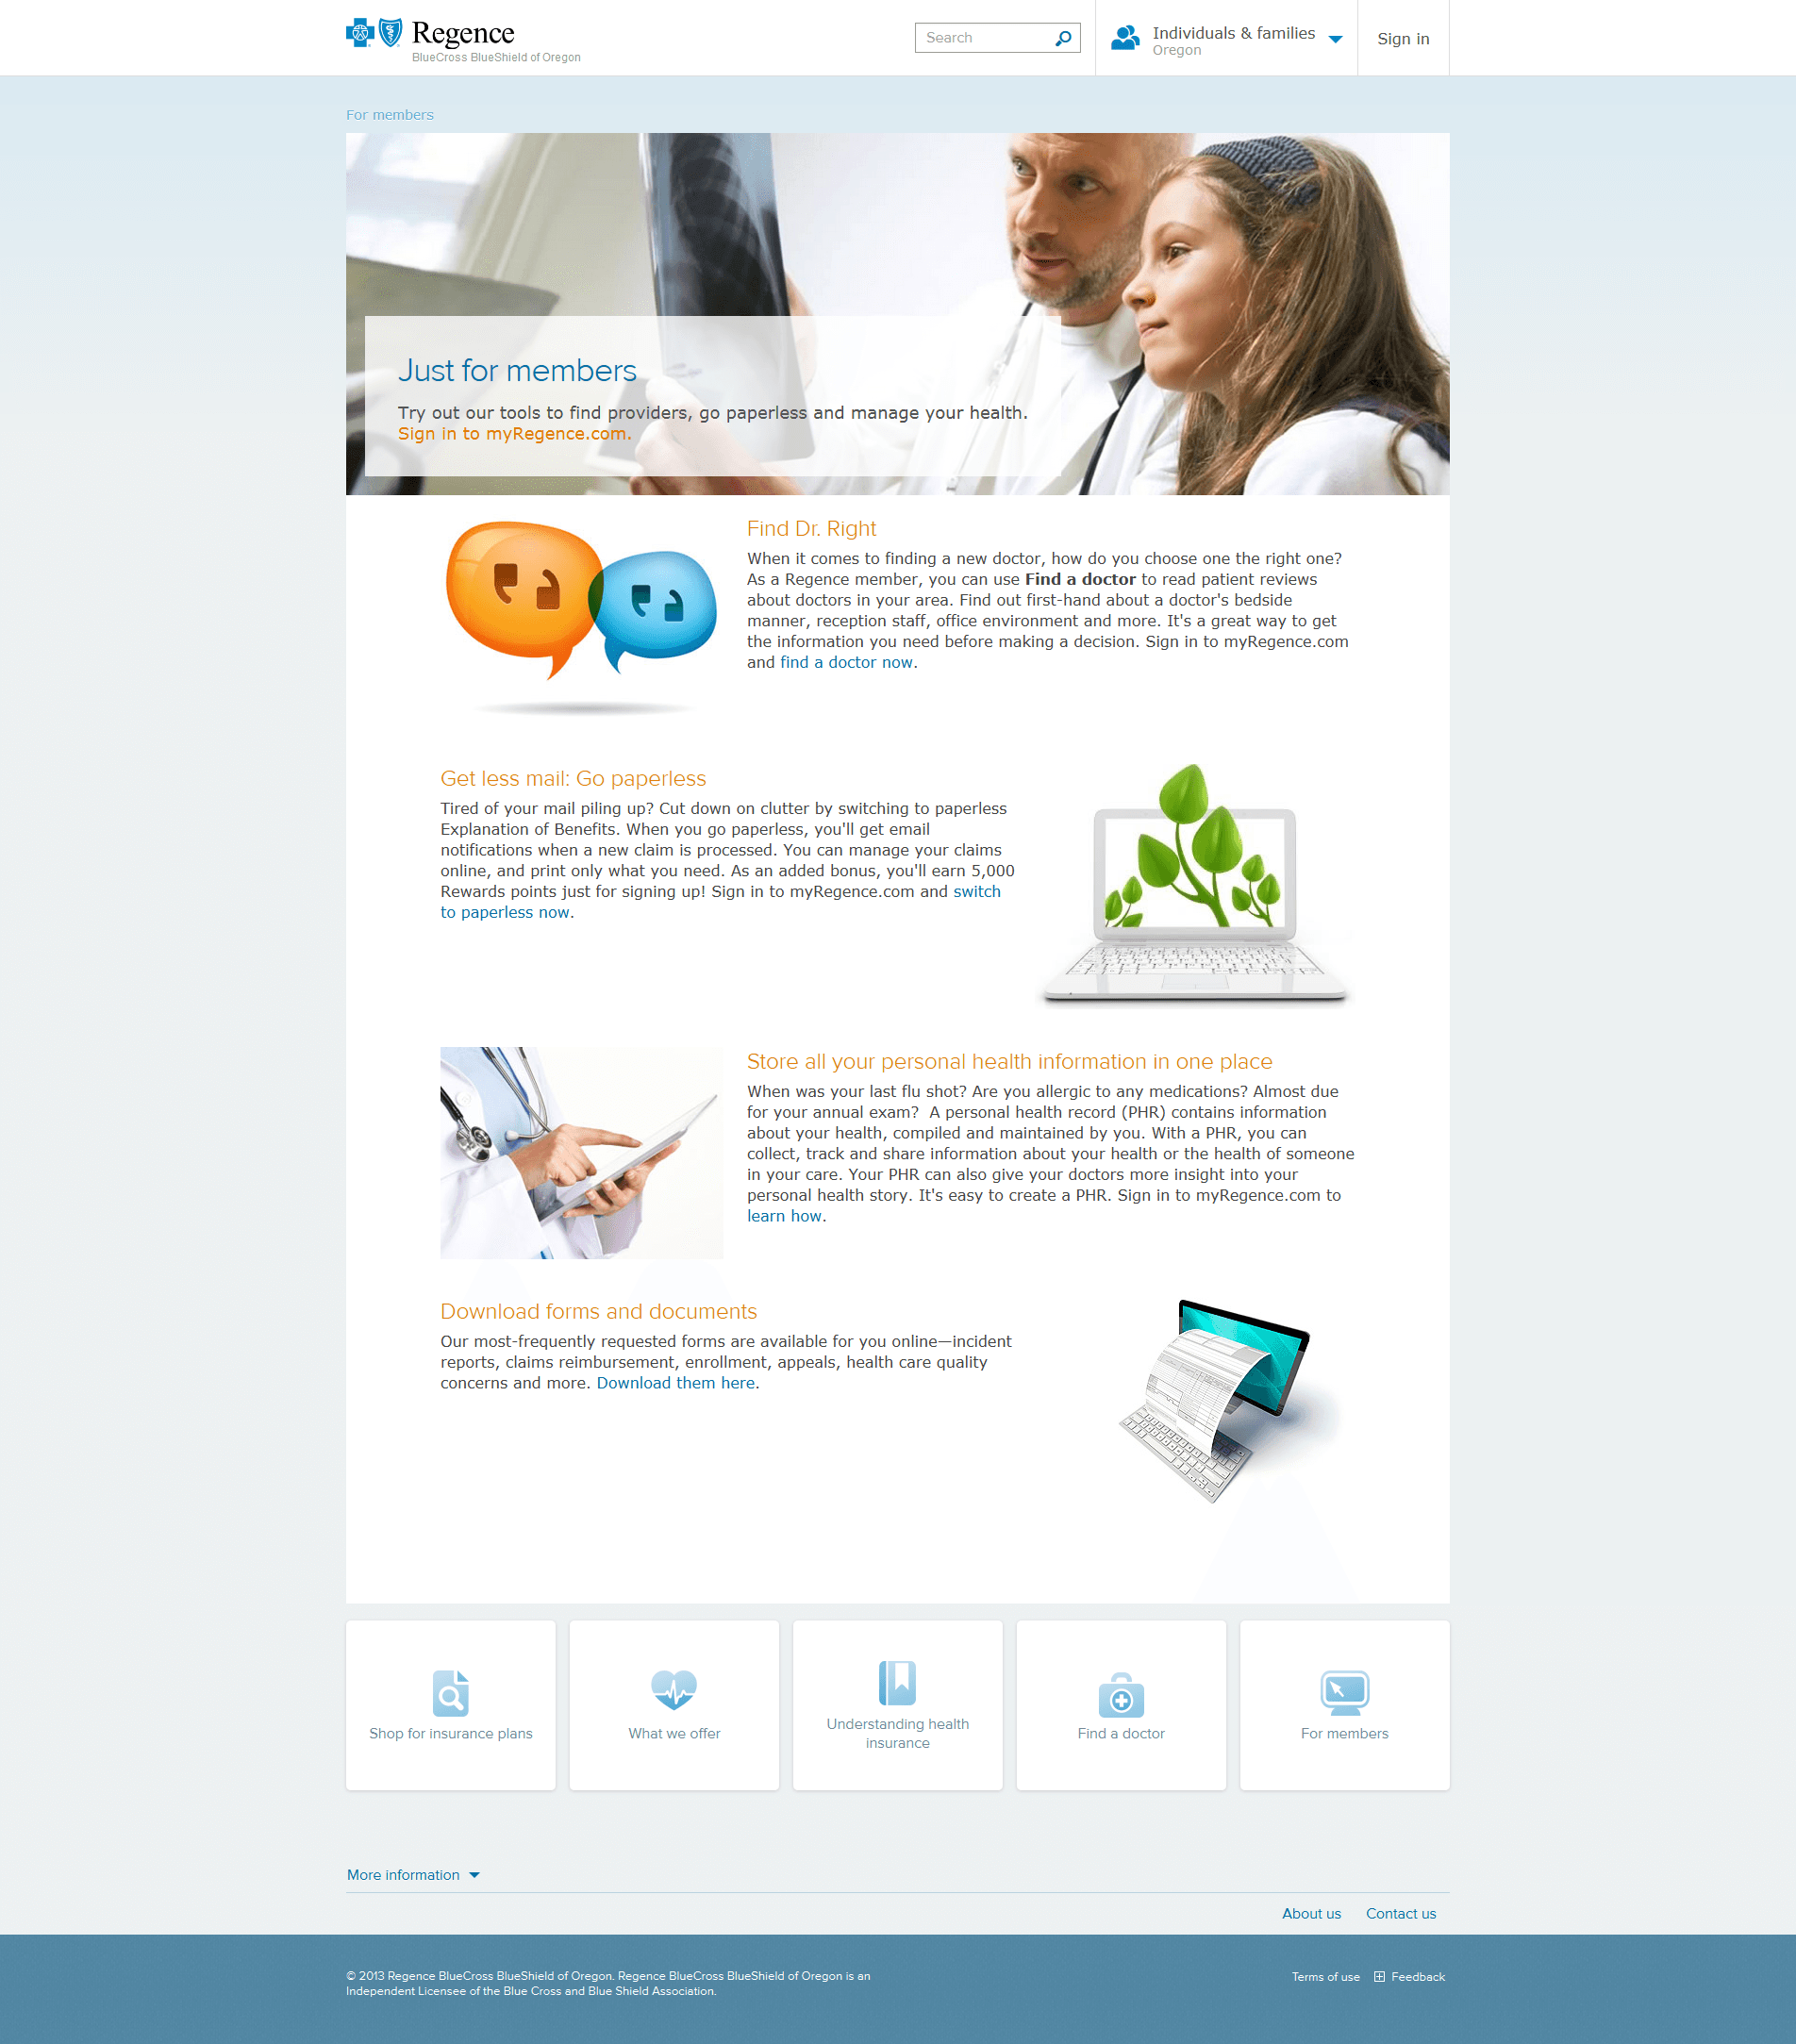 Regence
BlueCross BlueShield of Oregon
Search
Individuals & families
Oregon
Sign in
For members
Just for members
Try out our tools to find providers, go paperless and manage your health.
Sign in to myRegence.com.
Find Dr. Right
When it comes to finding a new doctor, how do you choose one the right one?
As a Regence member, you can use Find a doctor to read patient reviews
about doctors in your area. Find out first-hand about a doctor's bedside
manner, reception staff, office environment and more. It's a great way to get
the information you need before making a decision. Sign in to myRegence.com
and find a doctor now.
Get less mail: Go paperless
Tired of your mail piling up? Cut down on clutter by switching to paperless
Explanation of Benefits. When you go paperless, you'll get email
notifications when a new claim is processed. You can manage your claims
online, and print only what you need. As an added bonus, you'll earn 5,000
Rewards points just for signing up! Sign in to myRegence.com and switch
to paperless now.
Store all your personal health information in one place
When was your last flu shot? Are you allergic to any medications? Almost due
for your annual exam?  A personal health record (PHR) contains information
about your health, compiled and maintained by you. With a PHR, you can
collect, track and share information about your health or the health of someone
in your care. Your PHR can also give your doctors more insight into your
personal health story. It's easy to create a PHR. Sign in to myRegence.com to
learn how.
Download forms and documents
Our most-frequently requested forms are available for you online—incident
reports, claims reimbursement, enrollment, appeals, health care quality
concerns and more. Download them here.
Shop for insurance plans
What we offer
Understanding health
insurance
Find a doctor
For members
More information
About us
Contact us
© 2013 Regence BlueCross BlueShield of Oregon. Regence BlueCross BlueShield of Oregon is an
Independent Licensee of the Blue Cross and Blue Shield Association.
Terms of use
Feedback